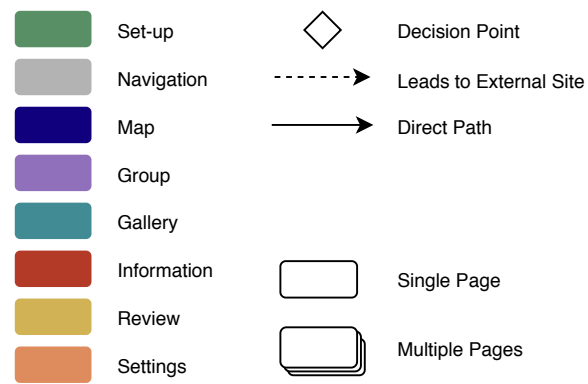 Set-up
Navigation
Map
Group
Gallery
Information
Review
Settings
Decision Point
Leads to External Site
Direct Path
Single Page
Multiple Pages